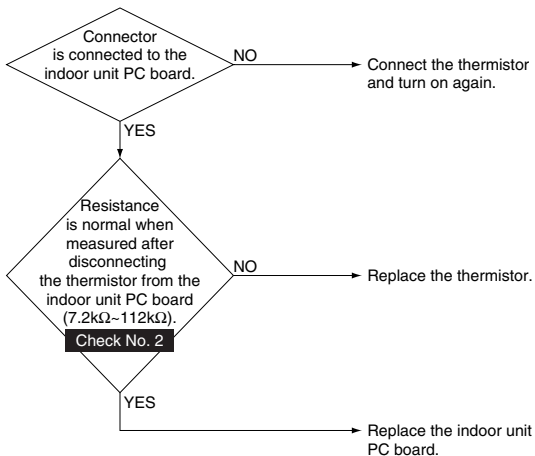 Connector
is connected to the
indoor unit PC board.
NO
Connect the thermistor
and turn on again.
YES
Resistance
is normal when
measured after
disconnecting
the thermistor from the
indoor unit PC board
(7.2kΩ~112kΩ).
Check No. 2
NO
Replace the thermistor.
YES
Replace the indoor unit
PC board.